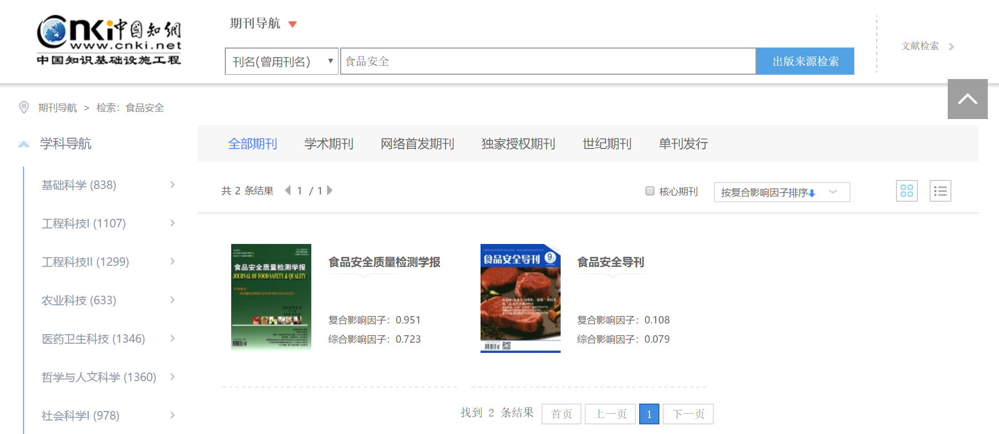 cnki中国知網
www.cnki.net
中国知识基础设施工程
期刊导航
刊名(曾用刊名)
食品安全
出版来源检索
文献检索
期刊导航 > 检索：食品安全
学科导航
基础科学 (838)
工程科技I (1107)
工程科技II (1299)
农业科技 (633)
医药卫生科技 (1346)
哲学与人文科学 (1360)
社会科学I (978)
全部期刊 学术期刊 网络首发期刊 独家授权期刊 世纪期刊 单刊发行
共 2 条结果 1 / 1
核心期刊
按复合影响因子排序
食品安全质量检测学报
JOURNAL OF FOOD SAFETY & QUALITY
食品安全质量检测学报
复合影响因子：0.951
综合影响因子：0.723
食品安全导刊
9
食品安全导刊
复合影响因子：0.108
综合影响因子：0.079
找到 2 条结果 首页 上一页 1 下一页